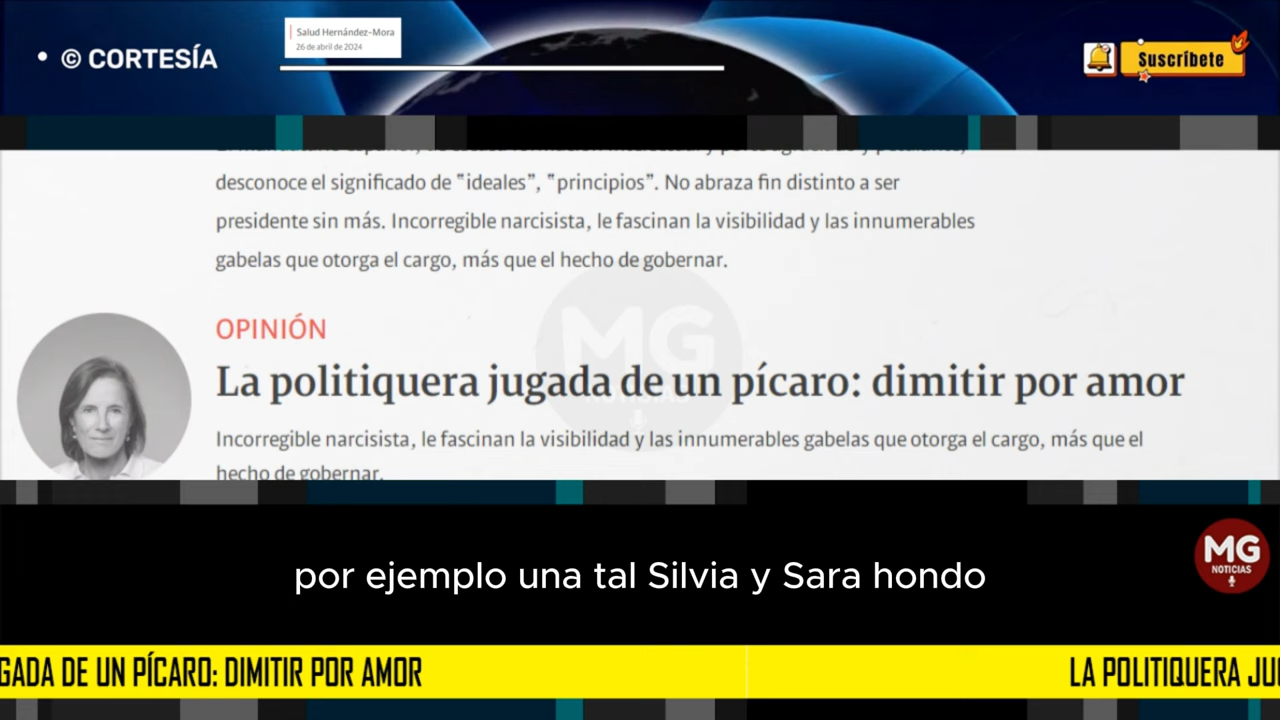 • © CORTESÍA
Salud Hernández-Mora
26 de abril de 2024
Suscríbete
desconoce el significado de "ideales", "principios". No abraza fin distinto a ser
presidente sin más. Incorregible narcisista, le fascinan la visibilidad y las innumerables
gabelas que otorga el cargo, más que el hecho de gobernar.
MG
OPINIÓN
La politiquera jugada de un pícaro: dimitir por amor
Incorregible narcisista, le fascinan la visibilidad y las innumerables gabelas que otorga el cargo, más que el
hecho de gobernar.
por ejemplo una tal Silvia y Sara hondo
MG
NOTICIAS
GADA DE UN PÍCARO: DIMITIR POR AMOR
LA POLITIQUERA JU